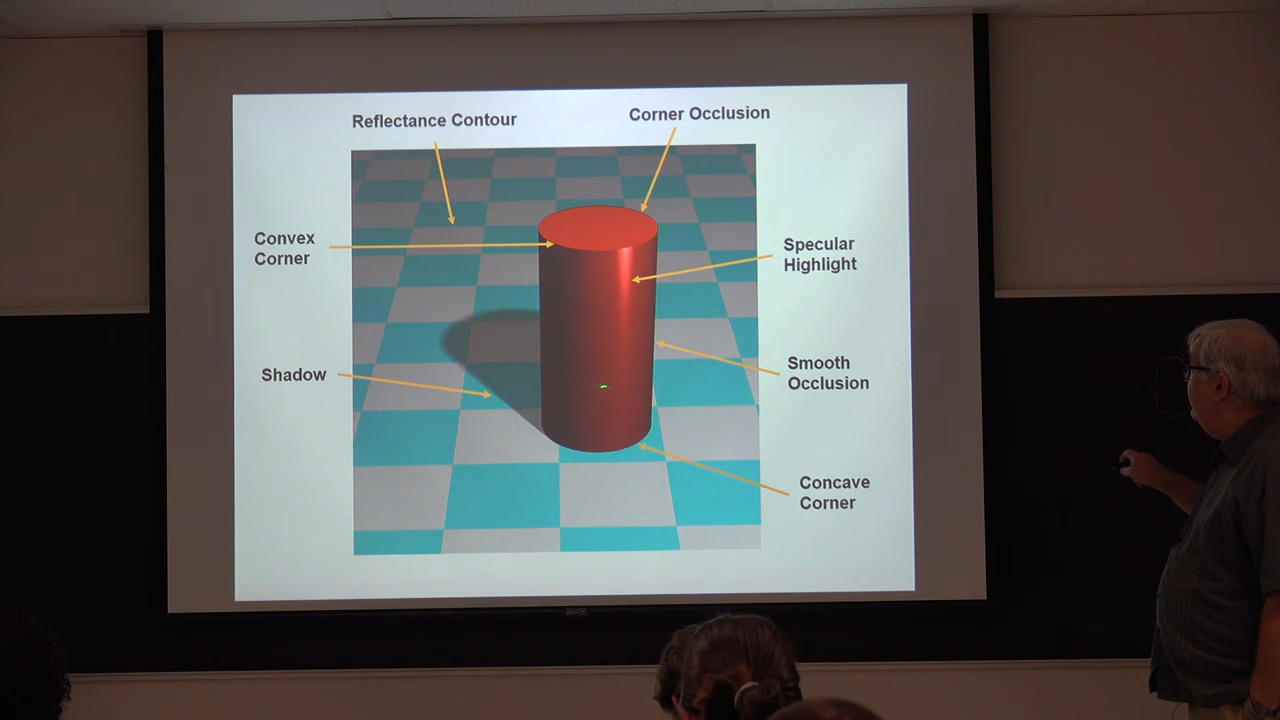 Reflectance Contour
Corner Occlusion
Convex
Corner
Specular
Highlight
Shadow
Smooth
Occlusion
Concave
Corner